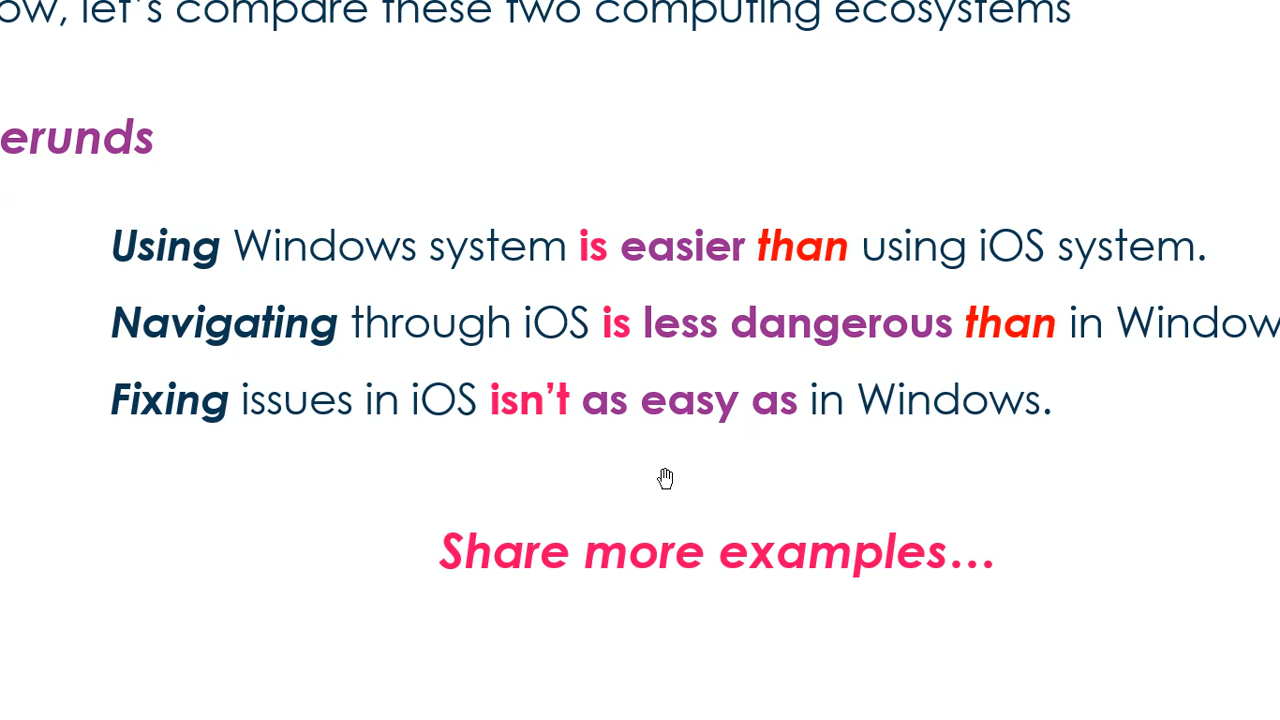 ow, let's compare these two computing ecosystems
erunds
Using Windows system is easier than using iOS system.
Navigating through iOS is less dangerous than in Window
Fixing issues in iOS isn't as easy as in Windows.
Share more examples...